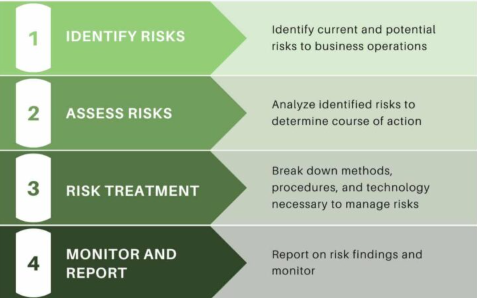 1
IDENTIFY RISKS
Identify current and potential
risks to business operations
2
ASSESS RISKS
Analyze identified risks to
determine course of action
3
RISK TREATMENT
Break down methods,
procedures, and technology
necessary to manage risks
4
MONITOR AND
REPORT
Report on risk findings and
monitor